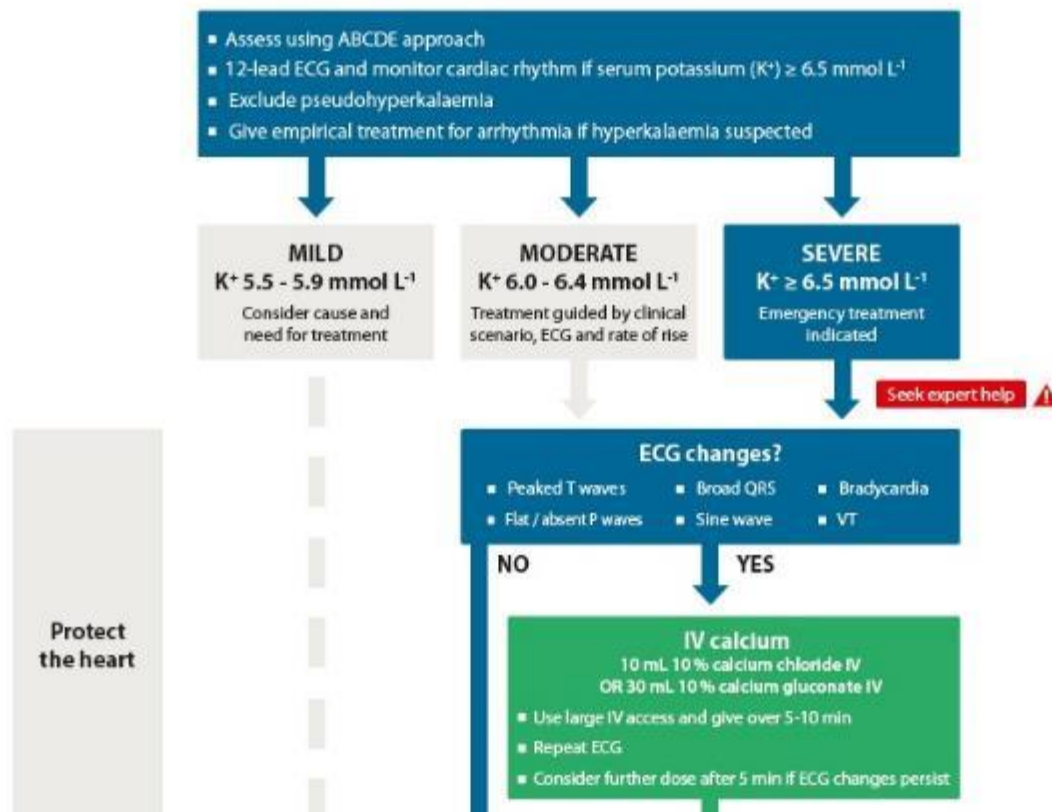 ▪ Assess using ABCDE approach
▪ 12-lead ECG and monitor cardiac rhythm if serum potassium (K⁺) ≥ 6.5 mmol L⁻¹
▪ Exclude pseudohyperkalaemia
▪ Give empirical treatment for arrhythmia if hyperkalaemia suspected
MILD
K⁺ 5.5 - 5.9 mmol L⁻¹
Consider cause and
need for treatment
MODERATE
K⁺ 6.0 - 6.4 mmol L⁻¹
Treatment guided by clinical
scenario, ECG and rate of rise
SEVERE
K⁺ ≥ 6.5 mmol L⁻¹
Emergency treatment
indicated
Seek expert help
ECG changes?
▪ Peaked T waves ▪ Broad QRS ▪ Bradycardia
▪ Flat / absent P waves ▪ Sine wave ▪ VT
NO
YES
Protect
the heart
IV calcium
10 mL 10% calcium chloride IV
OR 30 mL 10% calcium gluconate IV
▪ Use large IV access and give over 5-10 min
▪ Repeat ECG
▪ Consider further dose after 5 min if ECG changes persist